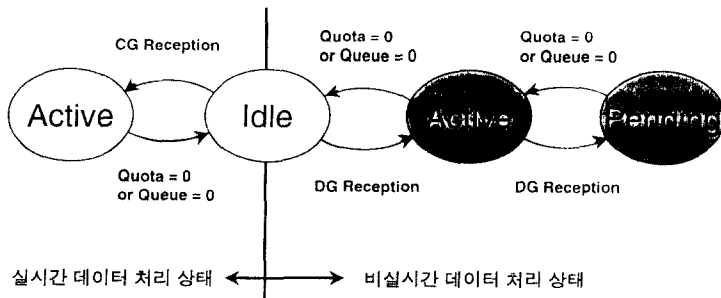 CG Reception
Quota = 0
or Queue = 0
Quota = 0
or Queue = 0
Active
Idle
Active
Pending
Quota = 0
or Queue = 0
DG Reception
DG Reception
실시간 데이터 처리 상태
비실시간 데이터 처리 상태